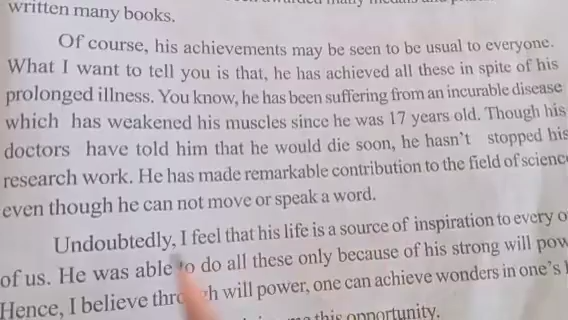 written many books.
Of course, his achievements may be seen to be usual to everyone.
What I want to tell you is that, he has achieved all these in spite of his
prolonged illness. You know, he has been suffering from an incurable disease
which has weakened his muscles since he was 17 years old. Though his
doctors have told him that he would die soon, he hasn't stopped his
research work. He has made remarkable contribution to the field of science
even though he can not move or speak a word.
Undoubtedly, I feel that his life is a source of inspiration to every
of us. He was able to do all these only because of his strong will
Hence, I believe will power, one can achieve wonders in one's
this opportunity.